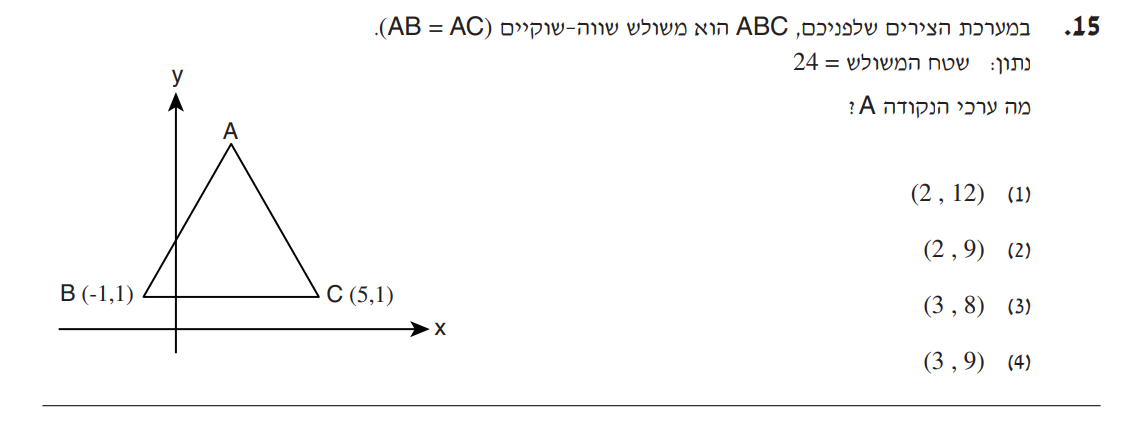 .15 במערכת הצירים שלפניכם, ABC הוא משולש שווה-שוקיים (AB = AC).
נתון: שטח המשולש = 24
מה ערכי הנקודה A?
(1) (2 , 12)
(2) (2 , 9)
(3) (3 , 8)
(4) (3 , 9)
y
A
B (-1,1)
C (5,1)
x